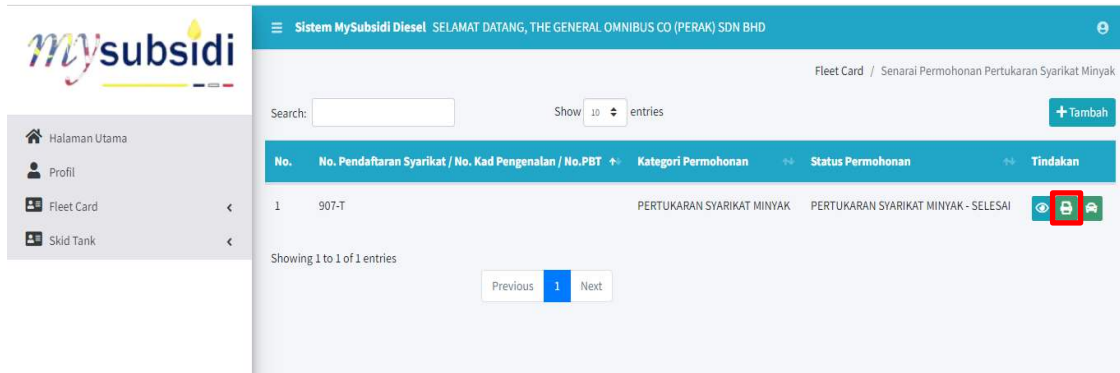 Mysubsidi
Sistem MySubsidi Diesel SELAMAT DATANG, THE GENERAL OMNIBUS CO (PERAK) SDN BHD
Fleet Card / Senarai Permohonan Pertukaran Syarikat Minyak
Search: Show 10 entries
+ Tambah
Halaman Utama
Profil
Fleet Card
Skid Tank
No. No. Pendaftaran Syarikat / No. Kad Pengenalan / No.PBT Kategori Permohonan Status Permohonan Tindakan
1 907-T PERTUKARAN SYARIKAT MINYAK PERTUKARAN SYARIKAT MINYAK - SELESAI
Showing 1 to 1 of 1 entries
Previous 1 Next